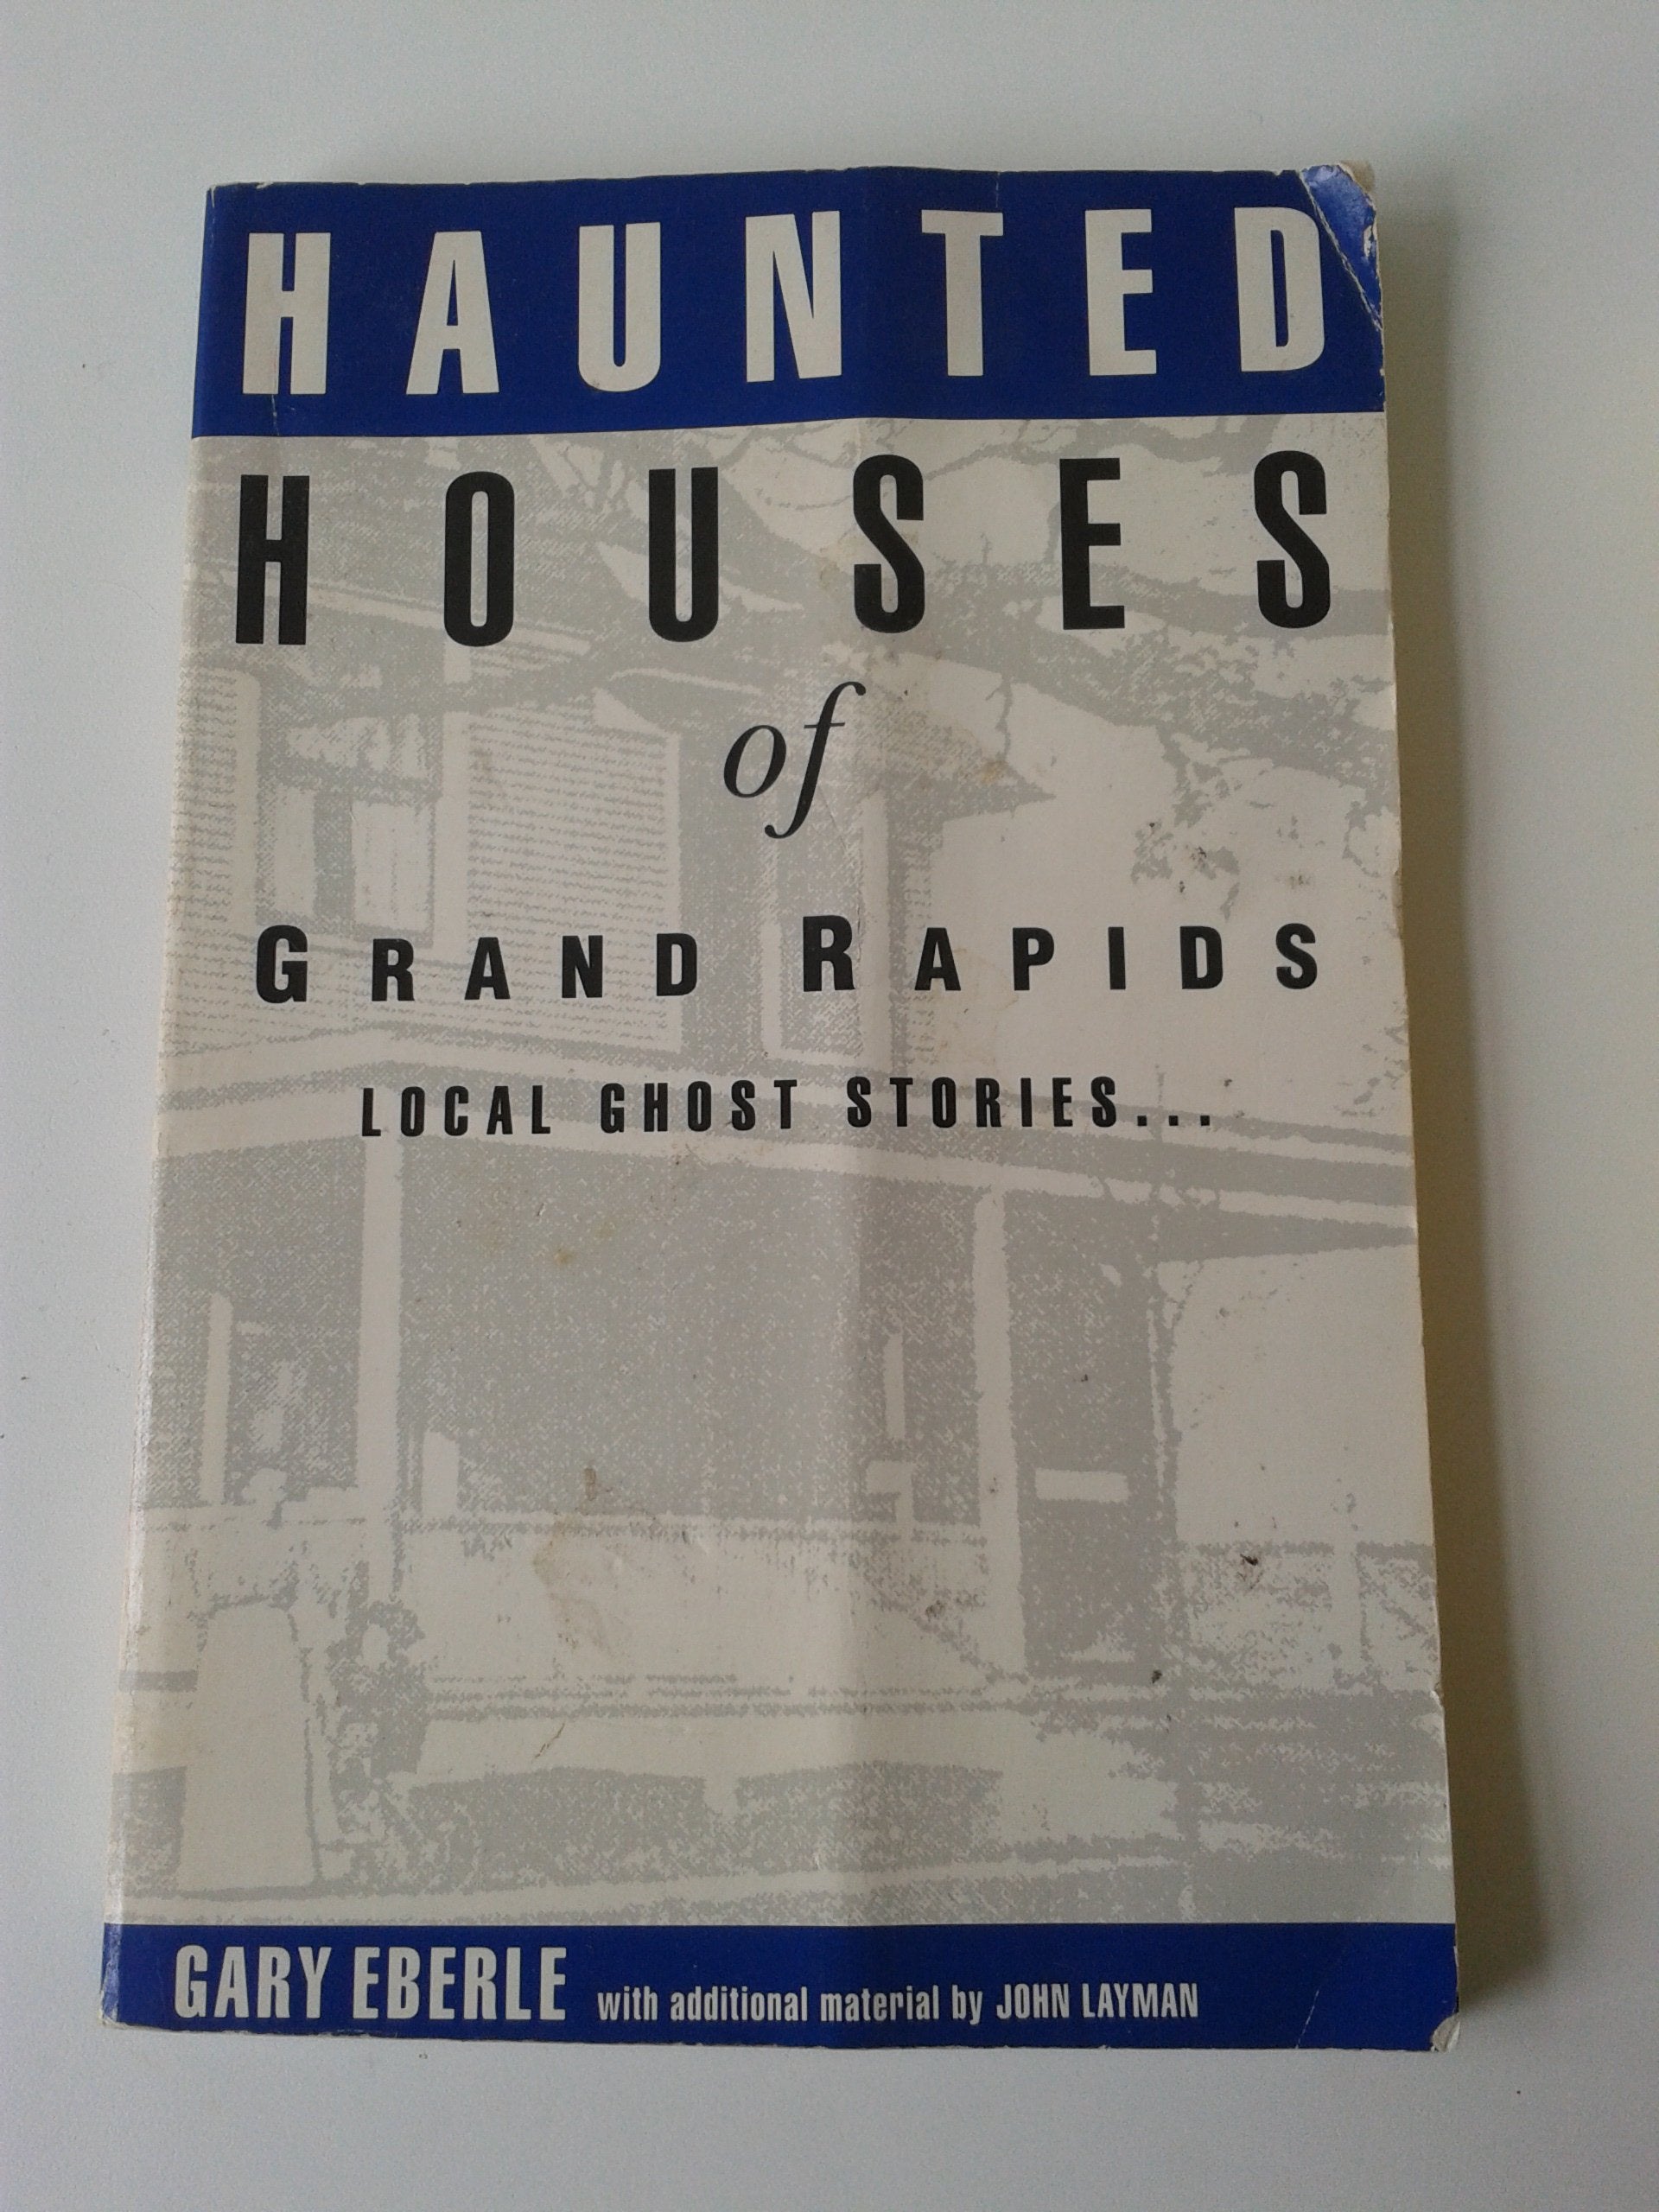 HAUNTED
HOUSES
of
GRAND RAPIDS
LOCAL GHOST STORIES...
GARY EBERLE with additional material by JOHN LAYMAN